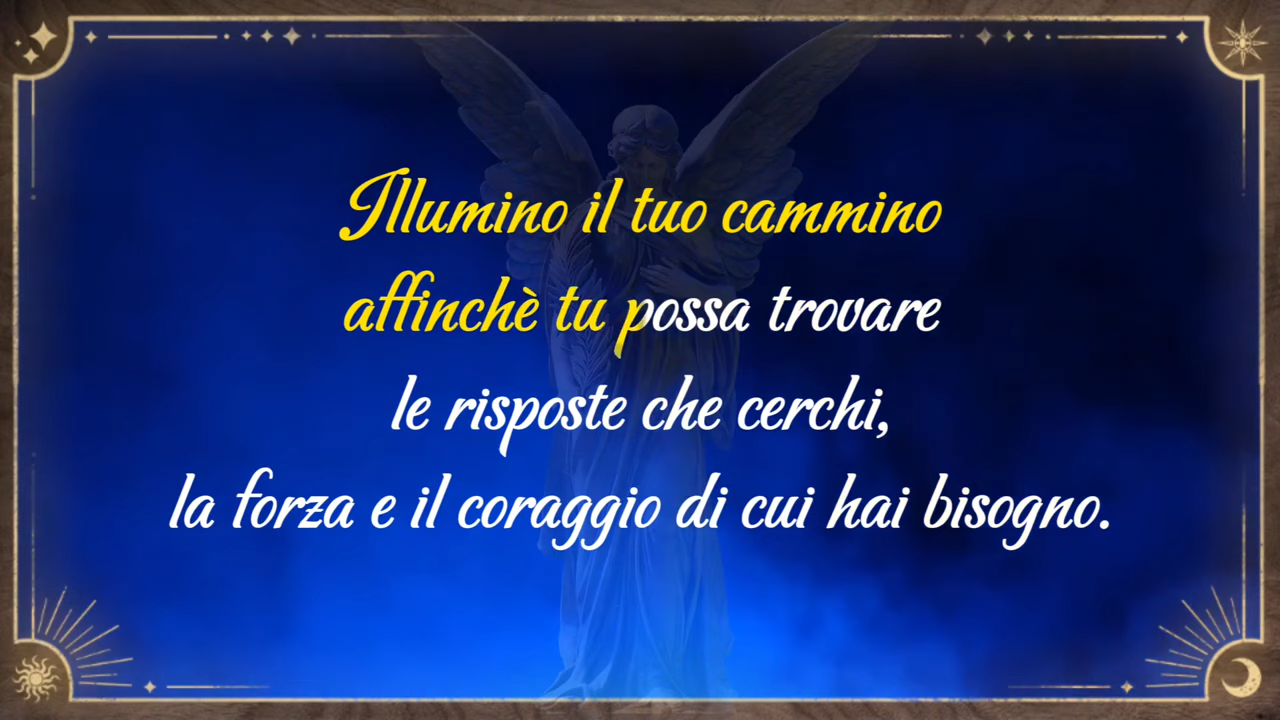 Illumino il tuo cammino
affinchè tu possa trovare
le risposte che cerchi,
la forza e il coraggio di cui hai bisogno.